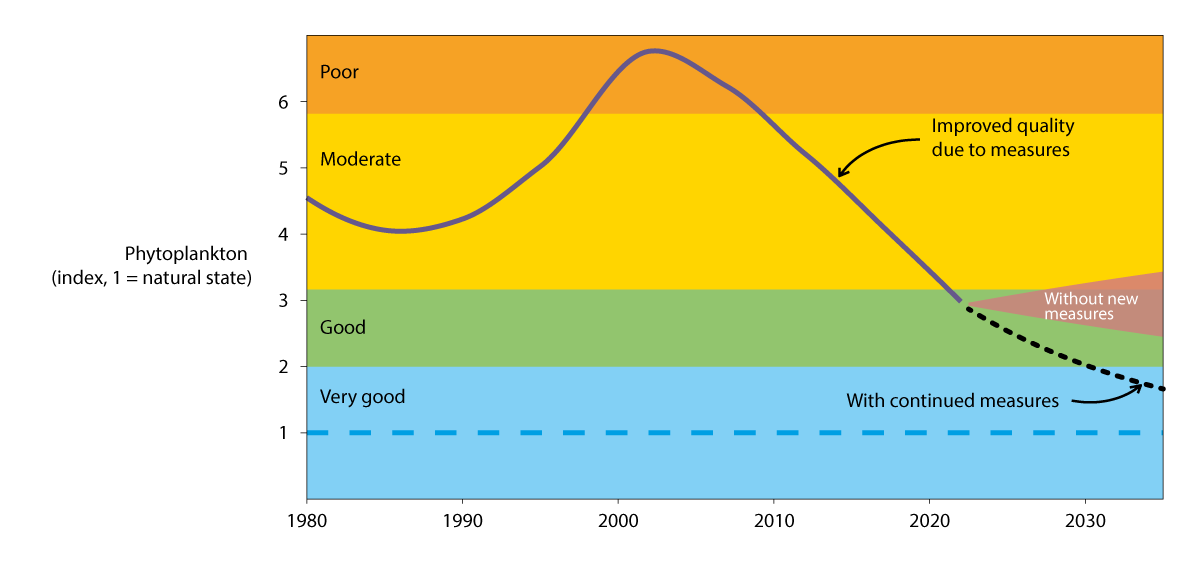 Poor
6
Improved quality
due to measures
Moderate
5
4
Phytoplankton
(index, 1 = natural state)
3
Without new
measures
Good
2
Very good
With continued measures
1
1980
1990
2000
2010
2020
2030